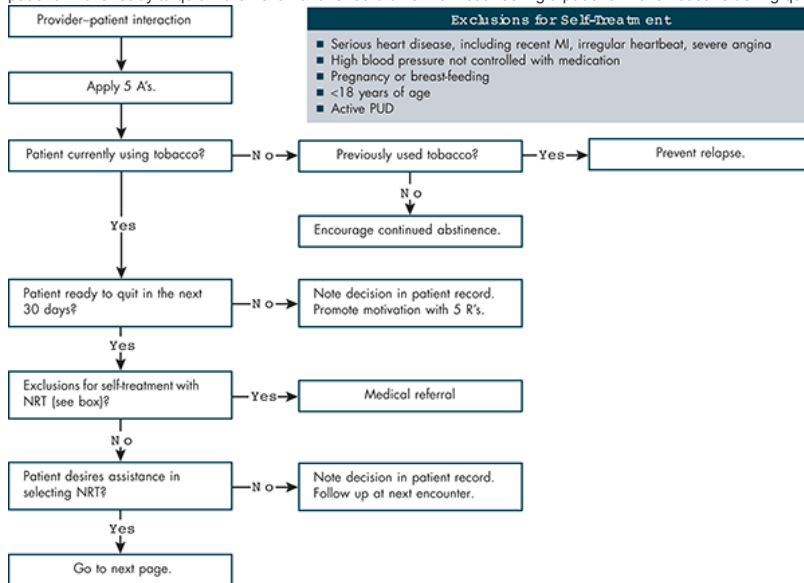 Provider–patient interaction
Exclusions for Self-Treatment
Serious heart disease, including recent MI, irregular heartbeat, severe angina
High blood pressure not controlled with medication
Pregnancy or breast-feeding
<18 years of age
Active PUD
Apply 5 A's.
Patient currently using tobacco?
No
Previously used tobacco?
Yes
Prevent relapse.
No
Encourage continued abstinence.
Yes
Patient ready to quit in the next
30 days?
No
Note decision in patient record.
Promote motivation with 5 R's.
Yes
Exclusions for self-treatment with
NRT (see box)?
Yes
Medical referral
No
Patient desires assistance in
selecting NRT?
No
Note decision in patient record.
Follow up at next encounter.
Yes
Go to next page.